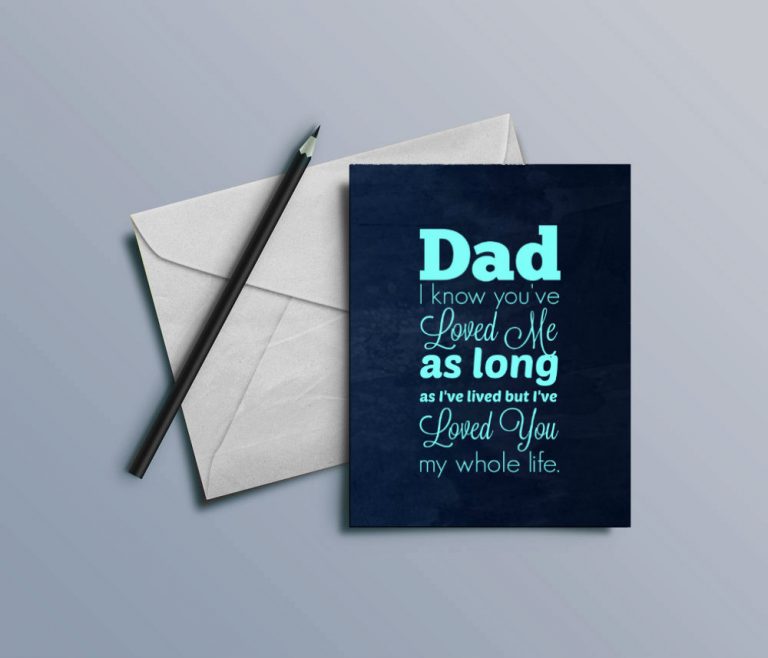 Dad
I know you've
Loved Me
as long
as I've lived but I've
Loved You
my whole life.